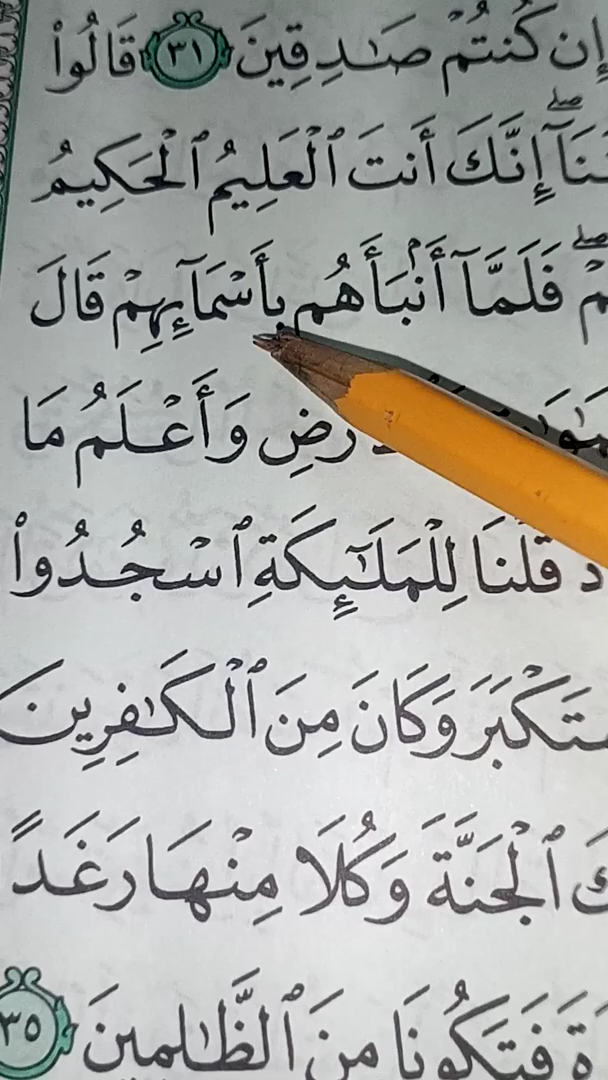 إِن كُنتُمْ صَـٰدِقِينَ ٣١ قَالُوا۟
إِنَّكَ أَنتَ ٱلْعَلِيمُ ٱلْحَكِيمُ
فَلَمَّآ أَنۢبَأَهُم بِأَسْمَآئِهِمْ قَالَ
وَأَعْلَمُ مَا
قُلْنَا لِلْمَلَـٰٓئِكَةِ ٱسْجُدُوا۟
وَكَانَ مِنَ ٱلْكَـٰفِرِينَ
ٱلْجَنَّةَ وَكُلَا مِنْهَا رَغَدًا
فَتَكُونَا مِنَ ٱلظَّـٰلِمِينَ ٣٥